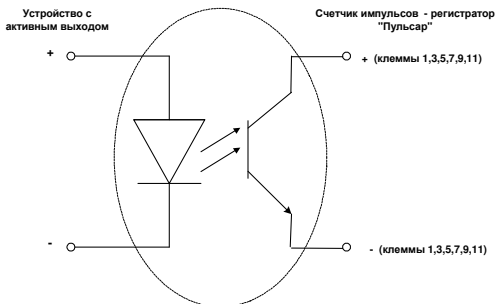 Устройство с
активным выходом
Счетчик импульсов - регистратор
"Пульсар"
+
+ (клеммы 1,3,5,7,9,11)
-
- (клеммы 1,3,5,7,9,11)